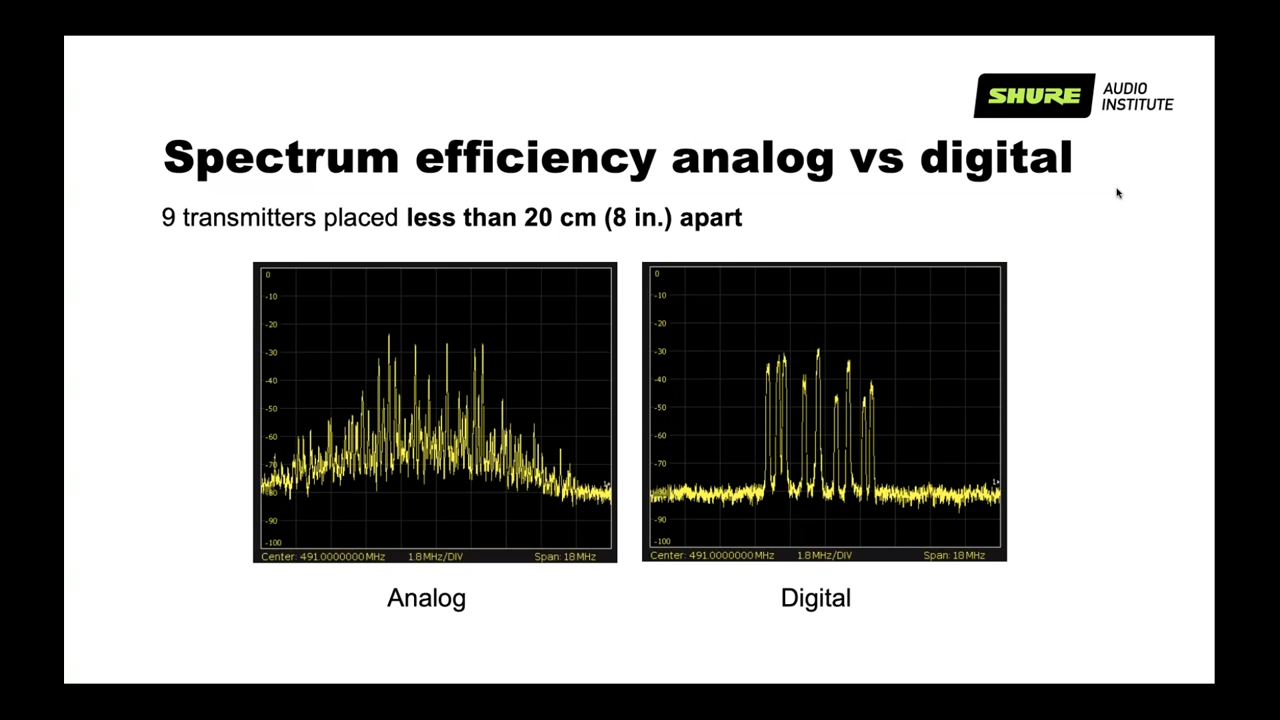 SHURE AUDIO
INSTITUTE
Spectrum efficiency analog vs digital
9 transmitters placed less than 20 cm (8 in.) apart
0
-10
-20
-30
-40
-50
-60
-70
-80
-90
-100
Center: 491.0000000 MHz 1.8 MHz/DIV Span: 18 MHz
0
-10
-20
-30
-40
-50
-60
-70
-90
-100
1
Center: 491.0000000 MHz 1.8 MHz/DIV Span: 18 MHz
Analog
Digital